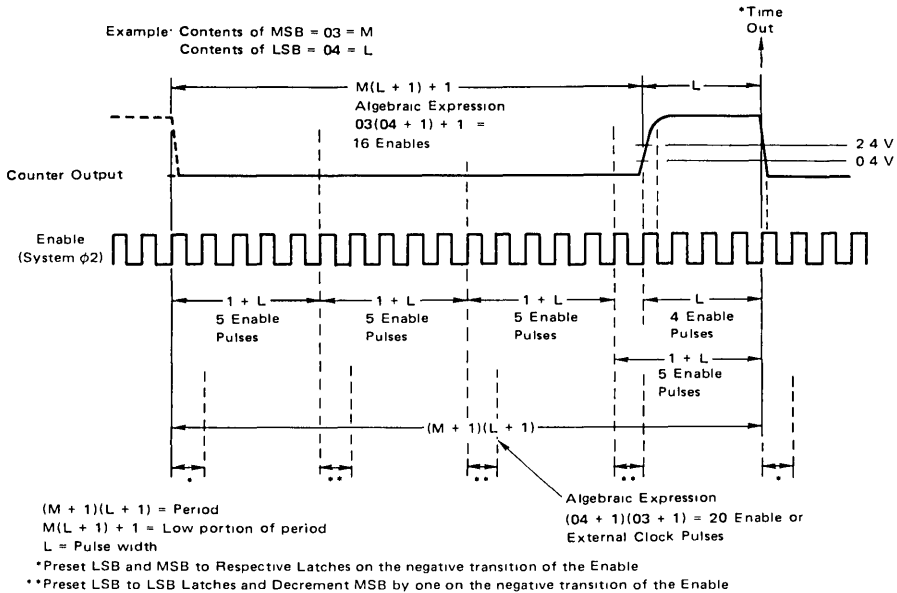 *Time
Out
Example· Contents of MSB = 03 = M
Contents of LSB = 04 = L
M(L + 1) + 1
L
Algebraic Expression
03(04 + 1) + 1 =
16 Enables
2 4 V
0 4 V
Counter Output
Enable
(System ϕ2)
1 + L
5 Enable
Pulses
1 + L
5 Enable
Pulses
1 + L
5 Enable
Pulses
L
4 Enable
Pulses
1 + L
5 Enable
Pulses
(M + 1)(L + 1)
*
**
**
**
*
Algebraic Expression
(04 + 1)(03 + 1) = 20 Enable or
External Clock Pulses
(M + 1)(L + 1) = Period
M(L + 1) + 1 = Low portion of period
L = Pulse width
*Preset LSB and MSB to Respective Latches on the negative transition of the Enable
**Preset LSB to LSB Latches and Decrement MSB by one on the negative transition of the Enable